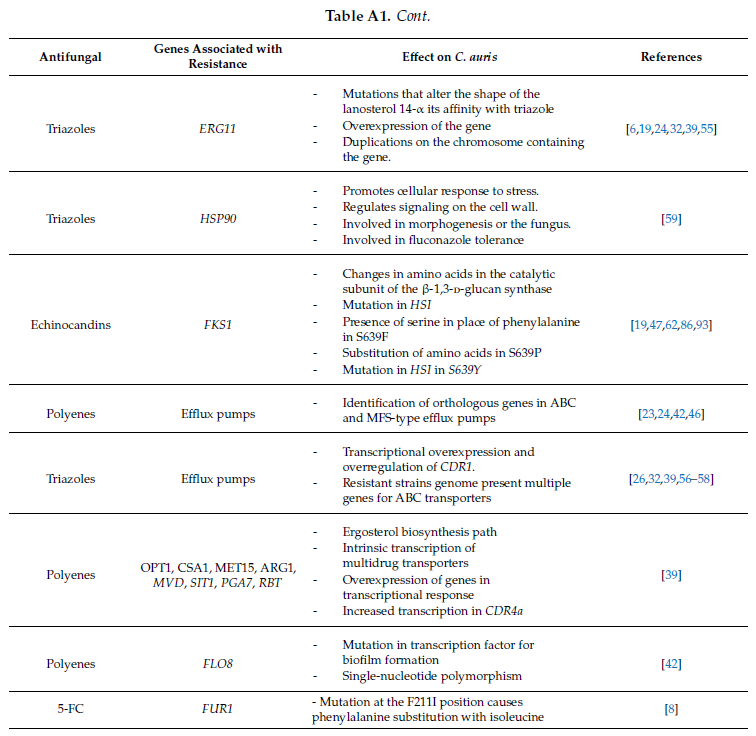 Table A1. Cont.
Antifungal
Genes Associated with
Resistance
Effect on C. auris
References
Triazoles
ERG11
- Mutations that alter the shape of the
lanosterol 14-α its affinity with triazole
- Overexpression of the gene
- Duplications on the chromosome containing
the gene.
[6,19,24,32,39,55]
Triazoles
HSP90
- Promotes cellular response to stress.
- Regulates signaling on the cell wall.
- Involved in morphogenesis or the fungus.
- Involved in fluconazole tolerance
[59]
Echinocandins
FKS1
- Changes in amino acids in the catalytic
subunit of the β-1,3-D-glucan synthase
- Mutation in HSI
- Presence of serine in place of phenylalanine
in S639F
- Substitution of amino acids in S639P
- Mutation in HSI in S639Y
[19,47,62,86,93]
Polyenes
Efflux pumps
- Identification of orthologous genes in ABC
and MFS-type efflux pumps
[23,24,42,46]
Triazoles
Efflux pumps
- Transcriptional overexpression and
overregulation of CDR1.
- Resistant strains genome present multiple
genes for ABC transporters
[26,32,39,56–58]
Polyenes
OPT1, CSA1, MET15, ARG1,
MVD, SIT1, PGA7, RBT
- Ergosterol biosynthesis path
- Intrinsic transcription of
multidrug transporters
- Overexpression of genes in
transcriptional response
- Increased transcription in CDR4a
[39]
Polyenes
FLO8
- Mutation in transcription factor for
biofilm formation
- Single-nucleotide polymorphism
[42]
5-FC
FUR1
- Mutation at the F211I position causes
phenylalanine substitution with isoleucine
[8]